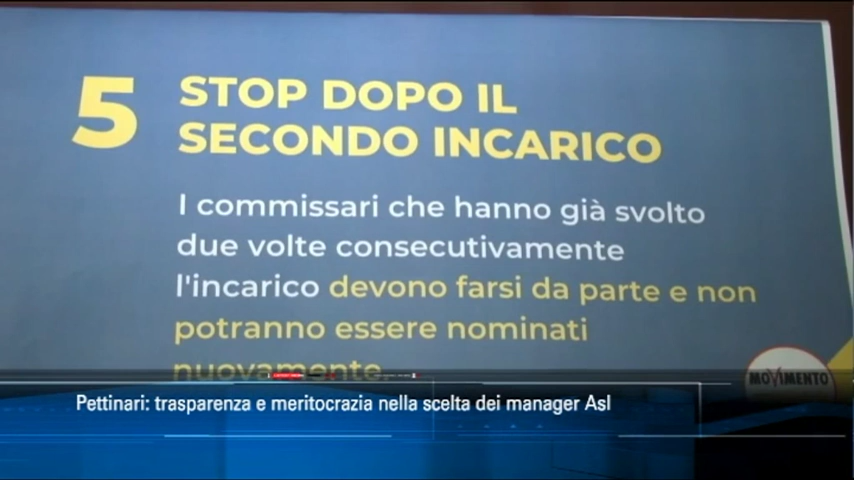 5 STOP DOPO IL
SECONDO INCARICO
I commissari che hanno già svolto
due volte consecutivamente
l'incarico devono farsi da parte e non
potranno essere nominati
nuovamente.
MOVIMENTO
Pettinari: trasparenza e meritocrazia nella scelta dei manager Asl